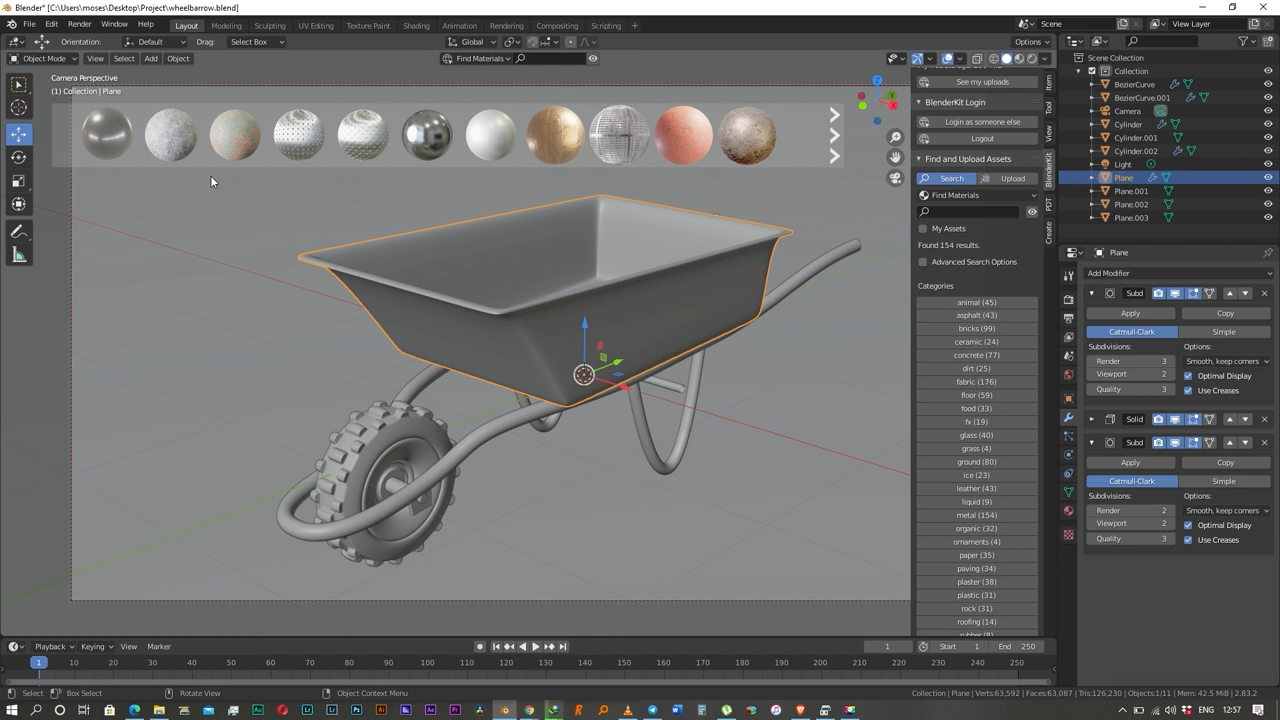 Blender* [C:\Users\moses\Desktop\Project\wheelbarrow.blend]
File Edit Render Window Help Layout Modeling Sculpting UV Editing Texture Paint Shading Animation Rendering Compositing Scripting Scene View Layer
Orientation: Default Drag: Select Box Global Options
Object Mode View Select Add Object Find Materials
Camera Perspective
(1) Collection | Plane
See my uploads
BlenderKit Login
Login as someone else
Logout
Find and Upload Assets
Search Upload
Find Materials
My Assets
Found 154 results.
Advanced Search Options
Categories
animal (45)
asphalt (43)
bricks (99)
ceramic (24)
concrete (77)
dirt (25)
fabric (176)
floor (59)
food (33)
fx (19)
glass (40)
grass (4)
ground (80)
ice (23)
leather (43)
liquid (9)
metal (154)
organic (32)
ornaments (4)
paper (35)
paving (34)
plaster (38)
plastic (31)
rock (31)
roofing (14)
Item
Tool
View
BlenderKit
PDT
Create
Scene Collection
Collection
BezierCurve
BezierCurve.001
Camera
Cylinder
Cylinder.001
Cylinder.002
Light
Plane
Plane.001
Plane.002
Plane.003
Plane
Add Modifier
Subd
Apply Copy
Catmull-Clark Simple
Subdivisions: Options:
Render 3 Smooth, keep corners
Viewport 2 Optimal Display
Quality 3 Use Creases
Solid
Subd
Apply Copy
Catmull-Clark Simple
Subdivisions: Options:
Render 2 Smooth, keep corners
Viewport 2 Optimal Display
Quality 3 Use Creases
Playback Keying View Marker 1 Start 1 End 250
1 10 20 30 40 50 60 70 80 90 100 110 120 130 140 150 160 170 180 190 200 210 220 230 240 250
Select Box Select Rotate View Object Context Menu Collection | Plane | Verts:63,592 | Faces:63,087 | Tris:126,230 | Objects:1/11 | Mem: 42.5 MiB | 2.83.2
ENG 12:57